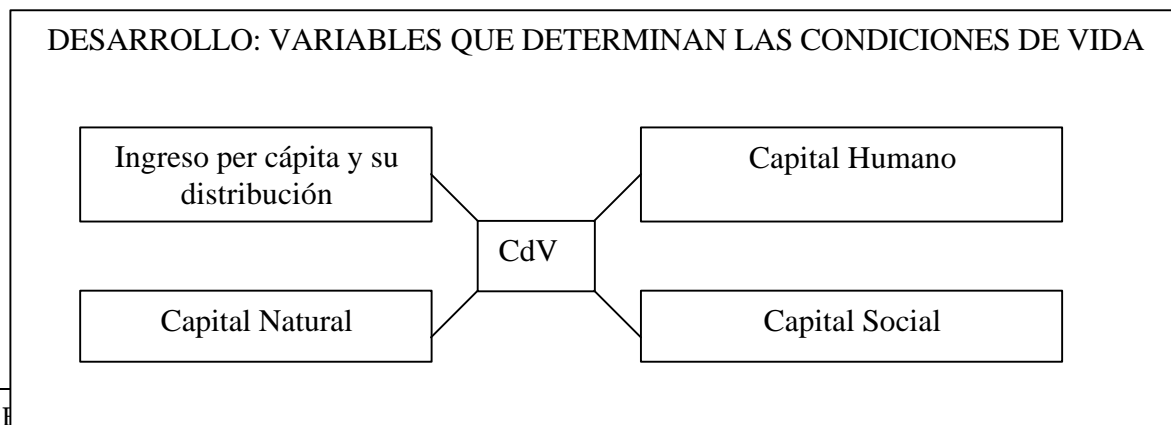 DESARROLLO: VARIABLES QUE DETERMINAN LAS CONDICIONES DE VIDA
Ingreso per cápita y su
distribución
Capital Humano
CdV
Capital Natural
Capital Social